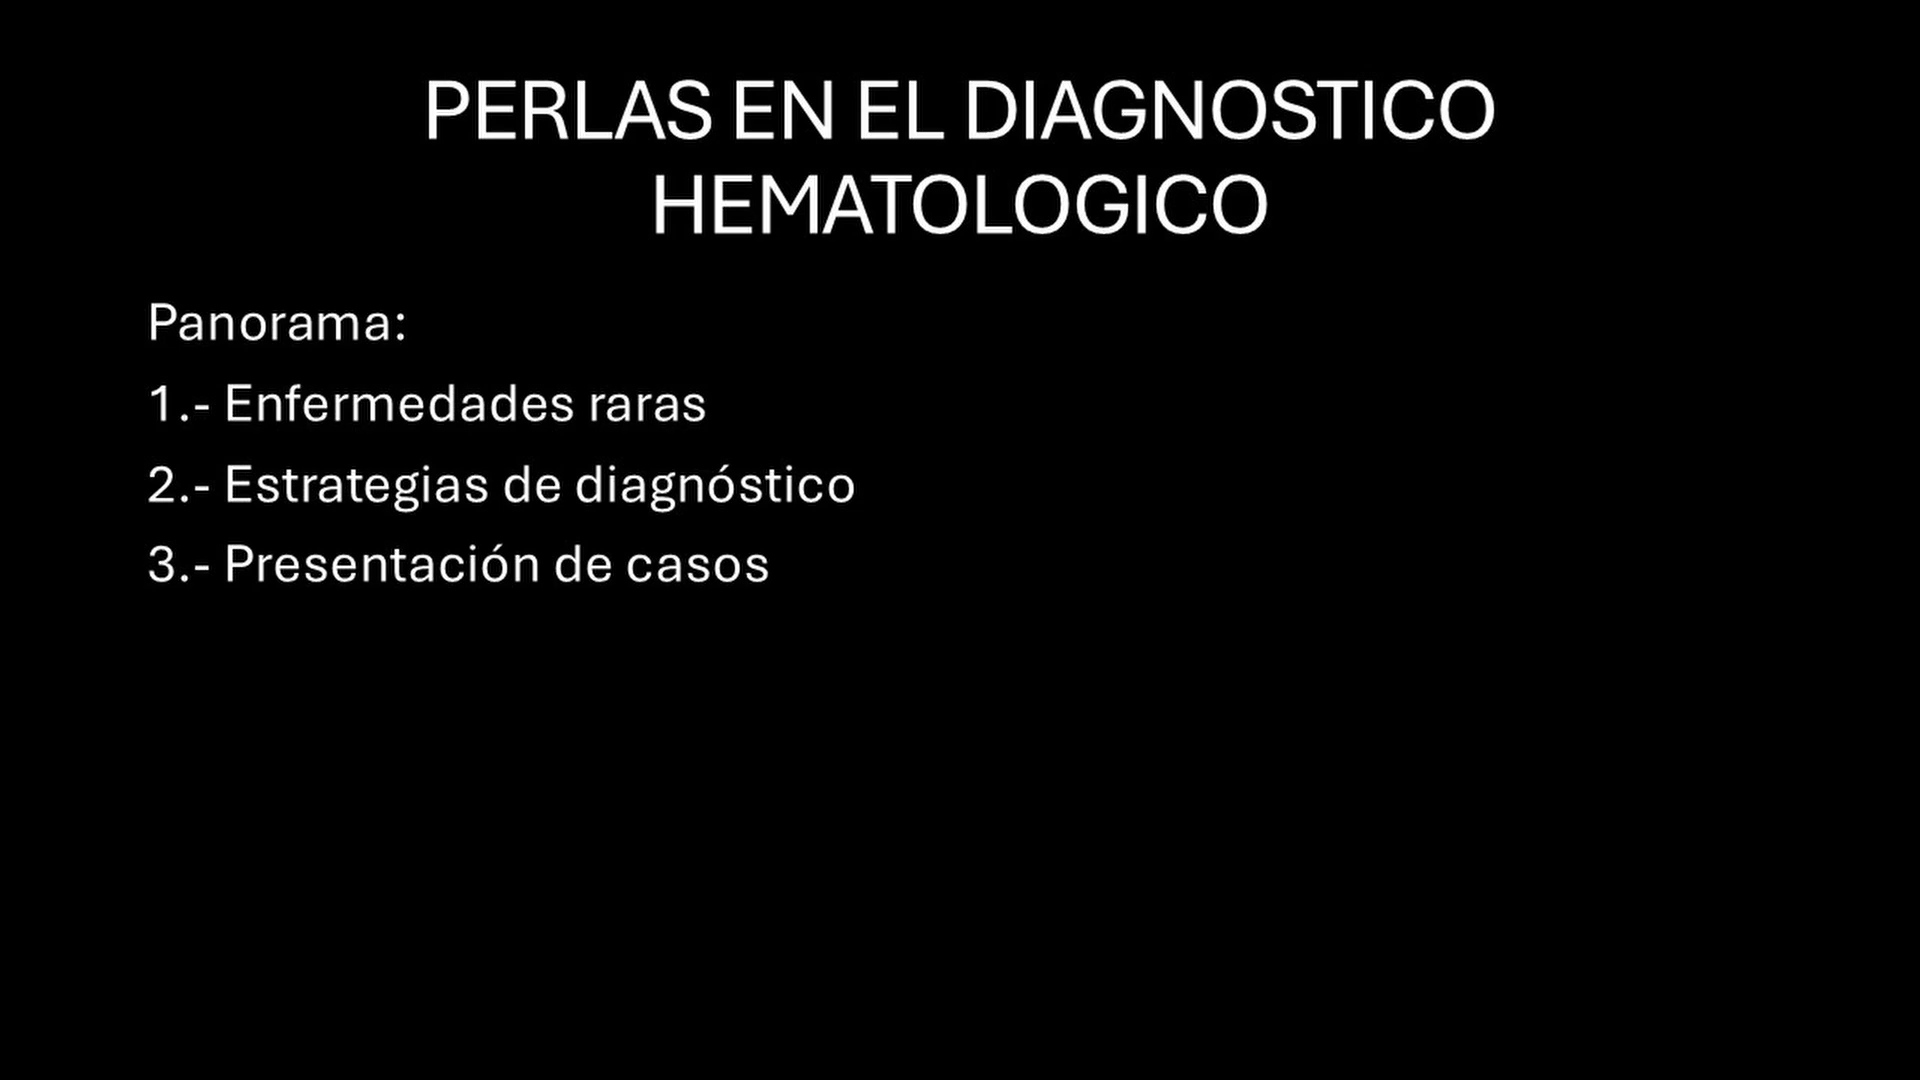 PERLAS EN EL DIAGNOSTICO
HEMATOLOGICO
Panorama:
1.- Enfermedades raras
2.- Estrategias de diagnóstico
3.- Presentación de casos